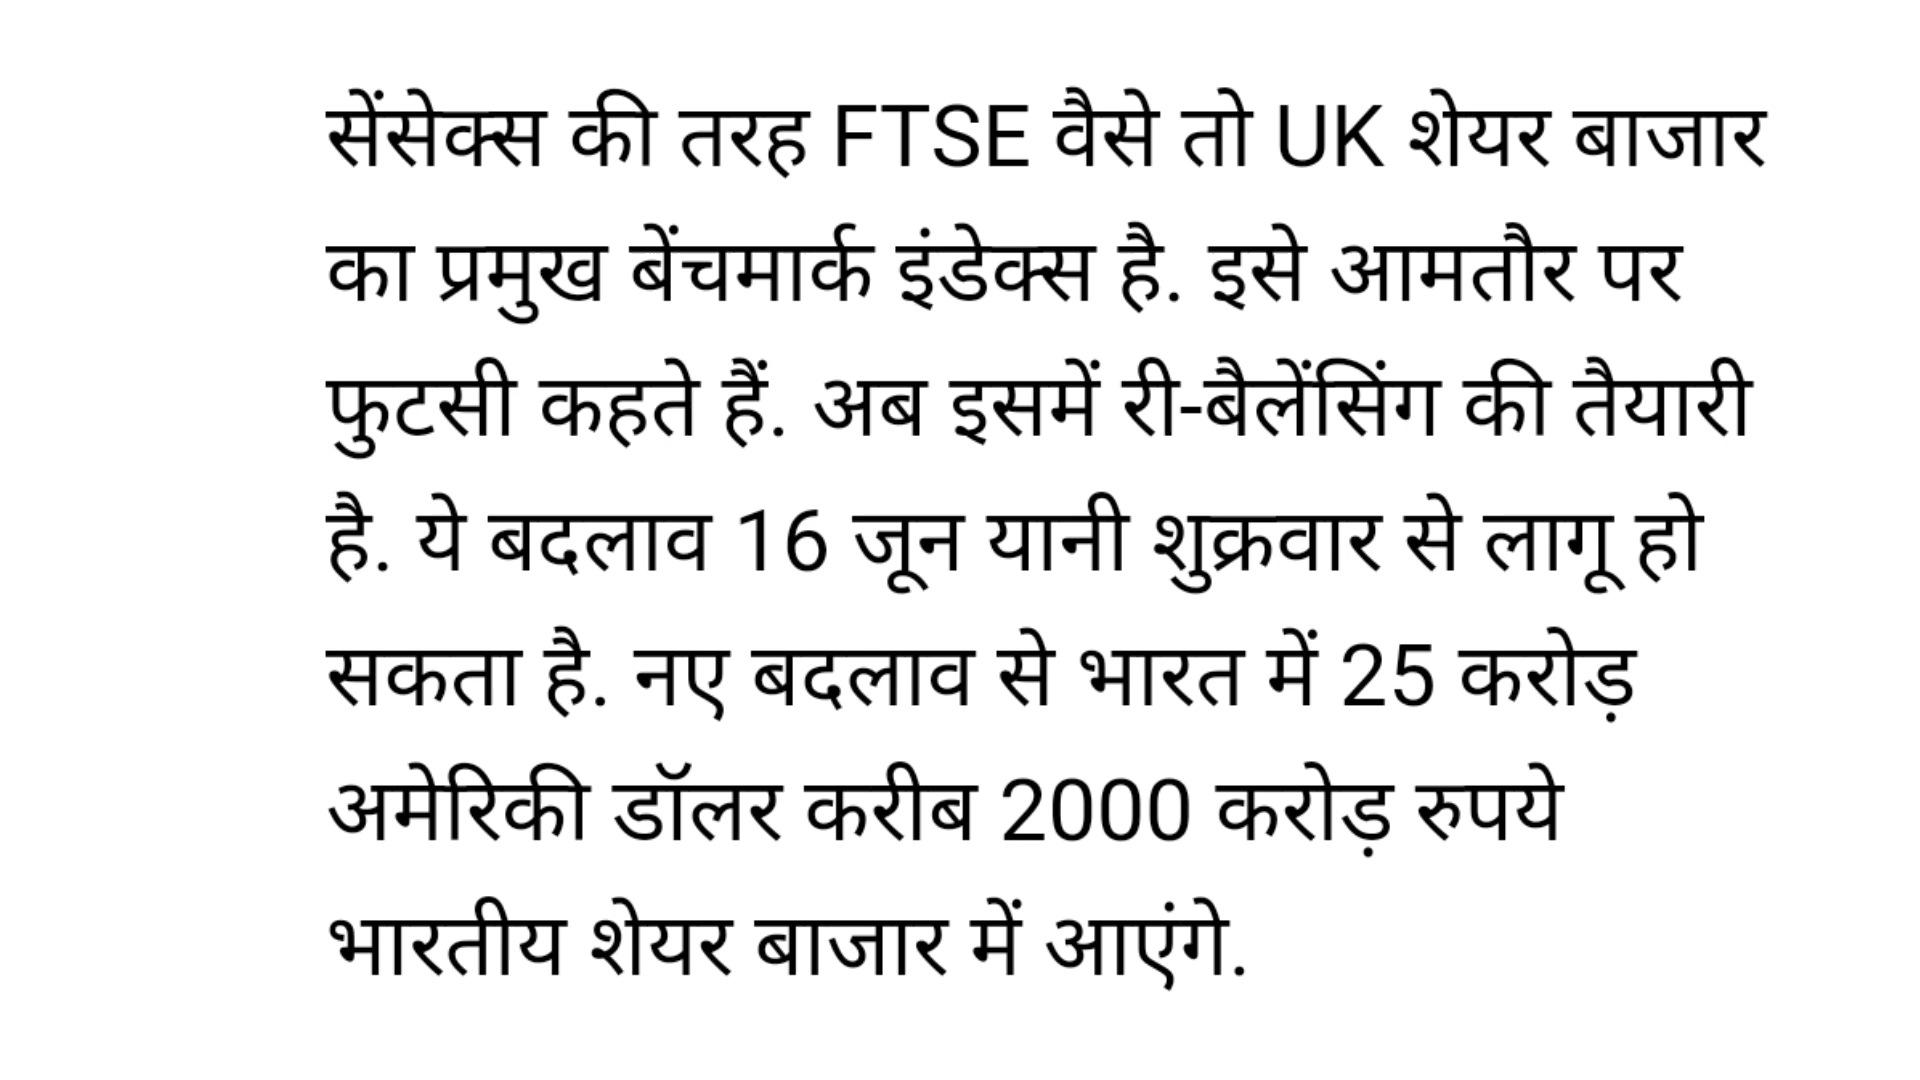 सेंसेक्स की तरह FTSE वैसे तो UK शेयर बाजार
का प्रमुख बेंचमार्क इंडेक्स है. इसे आमतौर पर
फुटसी कहते हैं. अब इसमें री-बैलेंसिंग की तैयारी
है. ये बदलाव 16 जून यानी शुक्रवार से लागू हो
सकता है. नए बदलाव से भारत में 25 करोड़
अमेरिकी डॉलर करीब 2000 करोड़ रुपये
भारतीय शेयर बाजार में आएंगे.